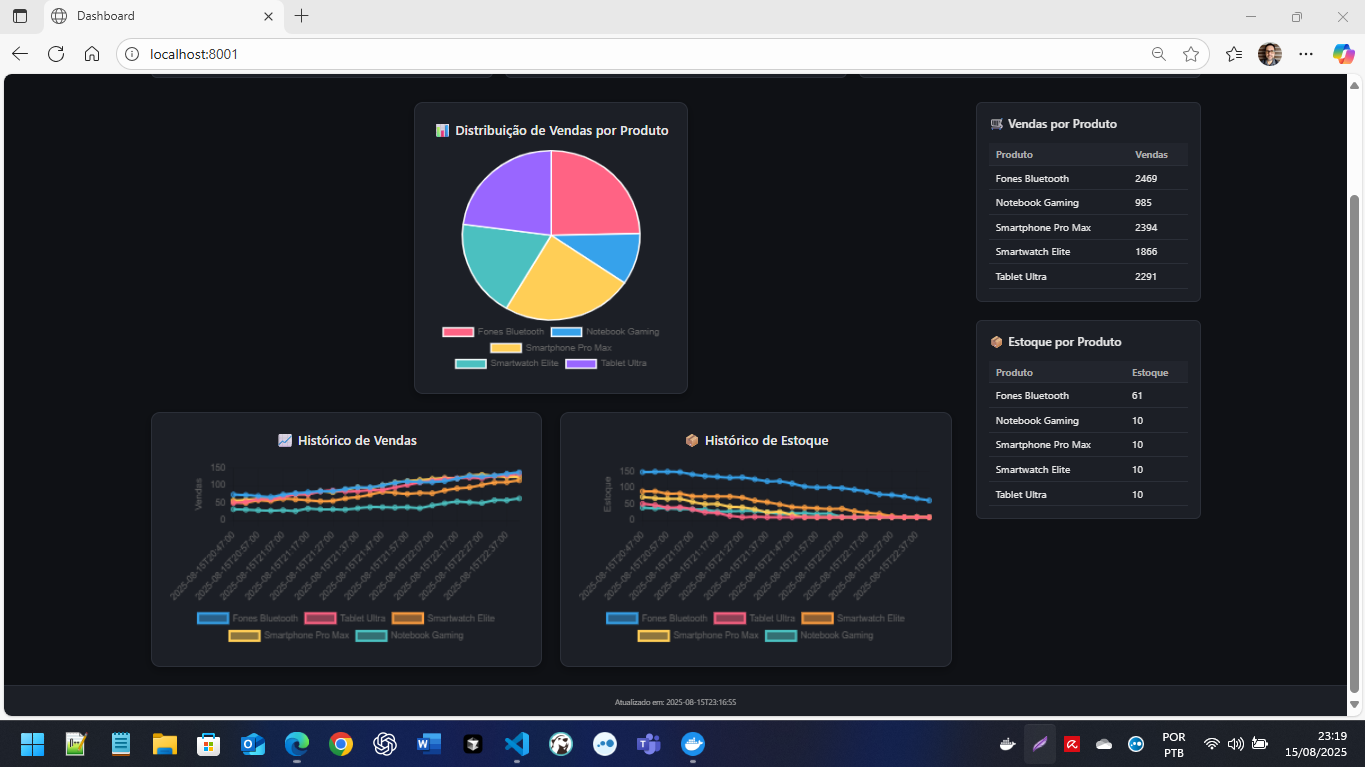 Dashboard
localhost:8001
Distribuição de Vendas por Produto
Fones Bluetooth Notebook Gaming
Smartphone Pro Max
Smartwatch Elite Tablet Ultra
Vendas por Produto
Produto Vendas
Fones Bluetooth 2469
Notebook Gaming 985
Smartphone Pro Max 2394
Smartwatch Elite 1866
Tablet Ultra 2291
Estoque por Produto
Produto Estoque
Fones Bluetooth 61
Notebook Gaming 10
Smartphone Pro Max 10
Smartwatch Elite 10
Tablet Ultra 10
Histórico de Vendas
Vendas
150
100
50
0
2025-08-15T20:47:00
2025-08-15T20:57:00
2025-08-15T21:07:00
2025-08-15T21:17:00
2025-08-15T21:27:00
2025-08-15T21:37:00
2025-08-15T21:47:00
2025-08-15T21:57:00
2025-08-15T22:07:00
2025-08-15T22:17:00
2025-08-15T22:27:00
2025-08-15T22:37:00
Fones Bluetooth Tablet Ultra Smartwatch Elite
Smartphone Pro Max Notebook Gaming
Histórico de Estoque
Estoque
150
100
50
0
2025-08-15T20:47:00
2025-08-15T20:57:00
2025-08-15T21:07:00
2025-08-15T21:17:00
2025-08-15T21:27:00
2025-08-15T21:37:00
2025-08-15T21:47:00
2025-08-15T21:57:00
2025-08-15T22:07:00
2025-08-15T22:17:00
2025-08-15T22:27:00
2025-08-15T22:37:00
Fones Bluetooth Tablet Ultra Smartwatch Elite
Smartphone Pro Max Notebook Gaming
Atualizado em: 2025-08-15T23:16:55
POR
PTB
23:19
15/08/2025